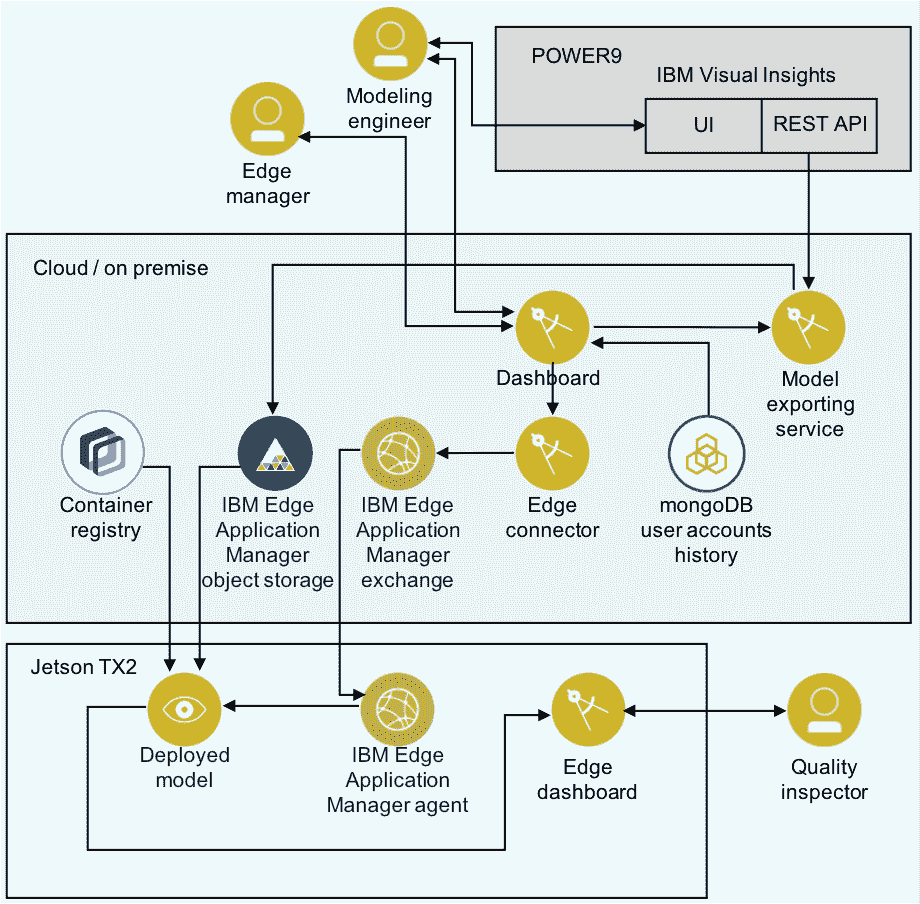 Modeling
engineer
Edge
manager
POWER9
IBM Visual Insights
UI
REST API
Cloud / on premise
Dashboard
Model
exporting
service
Container
registry
IBM Edge
Application
Manager
object storage
IBM Edge
Application
Manager
exchange
Edge
connector
mongoDB
user accounts
history
Jetson TX2
Deployed
model
IBM Edge
Application
Manager agent
Edge
dashboard
Quality
inspector